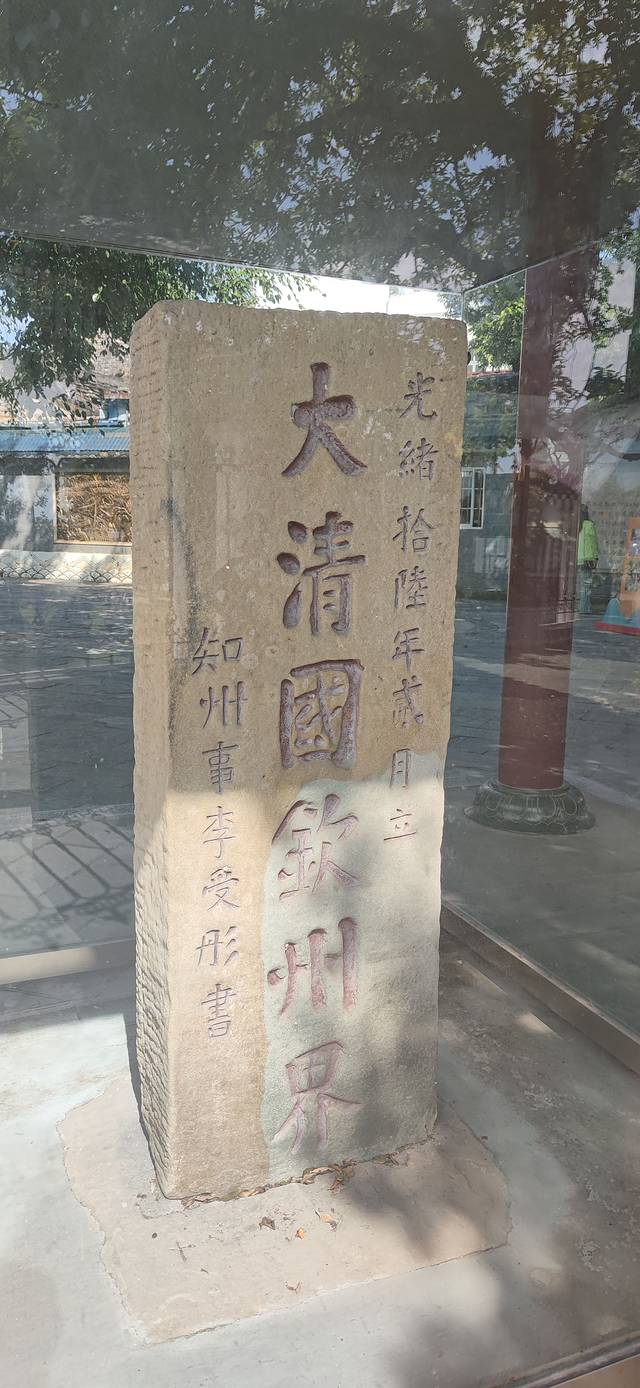 光緒拾陸年貳月立
大清國欽州界
知州事李受彤書